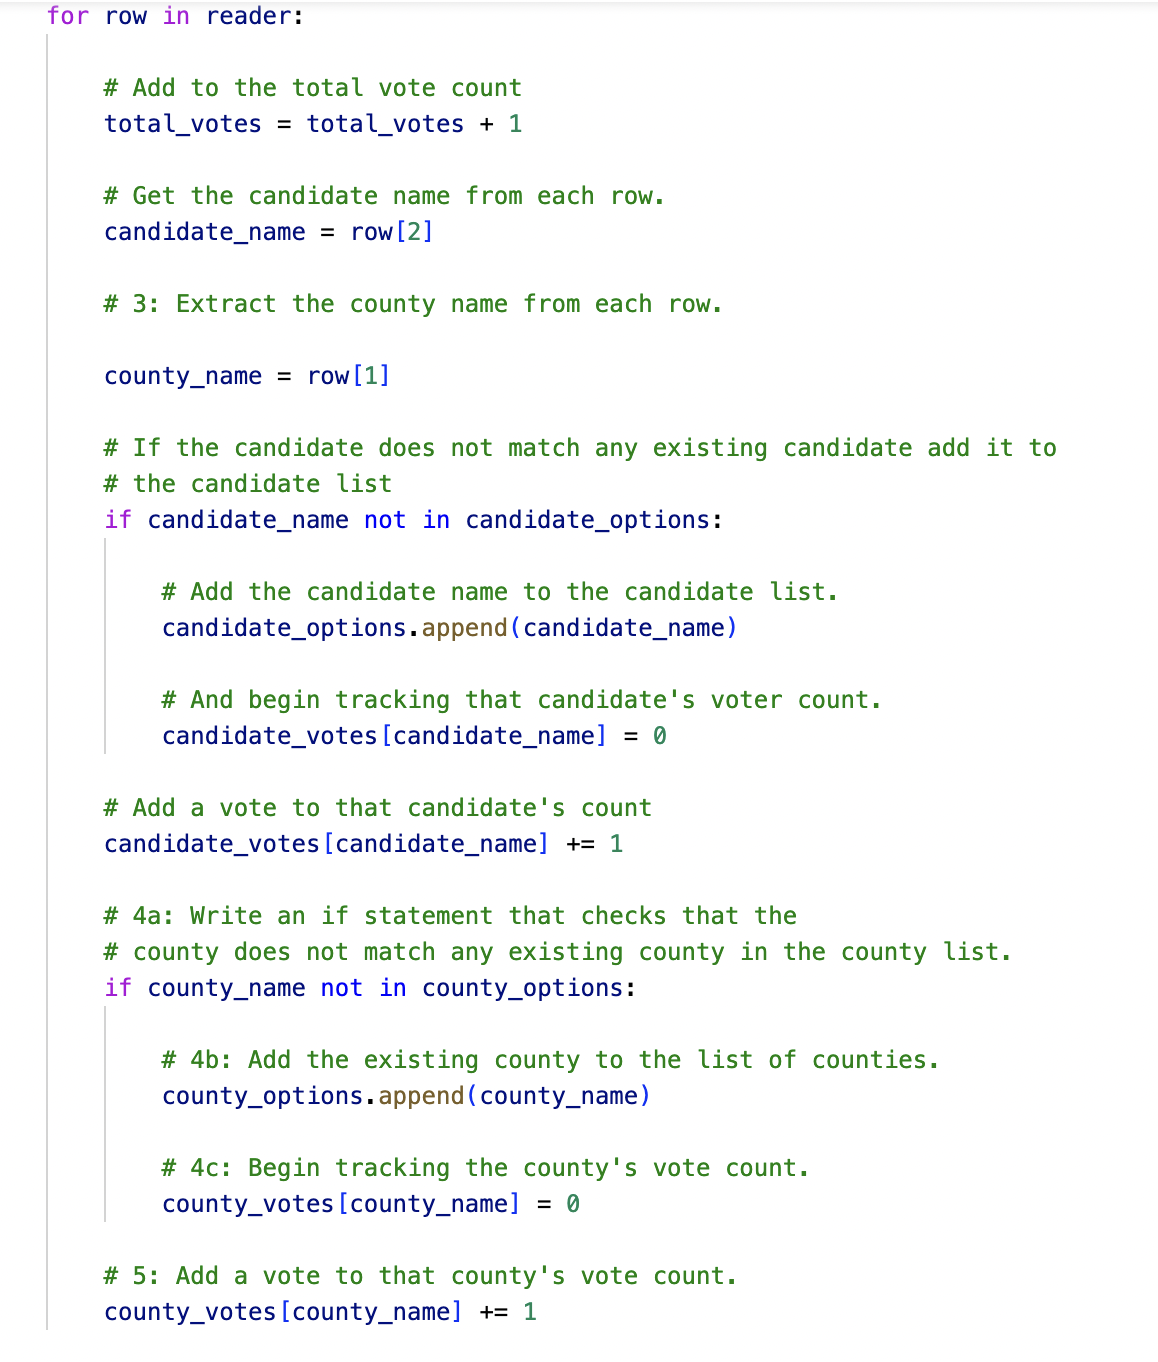 for row in reader:
# Add to the total vote count
total_votes = total_votes + 1
# Get the candidate name from each row.
candidate_name = row[2]
# 3: Extract the county name from each row.
county_name = row[1]
# If the candidate does not match any existing candidate add it to
# the candidate list
if candidate_name not in candidate_options:
# Add the candidate name to the candidate list.
candidate_options.append(candidate_name)
# And begin tracking that candidate's voter count.
candidate_votes[candidate_name] = 0
# Add a vote to that candidate's count
candidate_votes[candidate_name] += 1
# 4a: Write an if statement that checks that the
# county does not match any existing county in the county list.
if county_name not in county_options:
# 4b: Add the existing county to the list of counties.
county_options.append(county_name)
# 4c: Begin tracking the county's vote count.
county_votes[county_name] = 0
# 5: Add a vote to that county's vote count.
county_votes[county_name] += 1